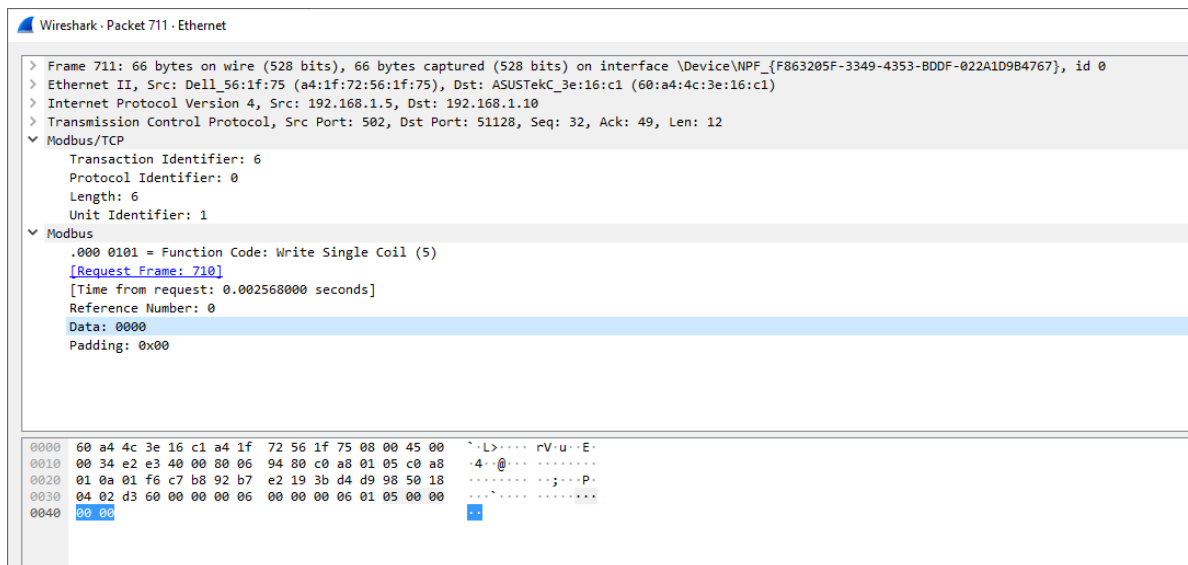 Wireshark · Packet 711 · Ethernet
> Frame 711: 66 bytes on wire (528 bits), 66 bytes captured (528 bits) on interface \Device\NPF_{F863205F-3349-4353-BDDF-022A1D9B4767}, id 0
> Ethernet II, Src: Dell_56:1f:75 (a4:1f:72:56:1f:75), Dst: ASUSTekC_3e:16:c1 (60:a4:4c:3e:16:c1)
> Internet Protocol Version 4, Src: 192.168.1.5, Dst: 192.168.1.10
> Transmission Control Protocol, Src Port: 502, Dst Port: 51128, Seq: 32, Ack: 49, Len: 12
Modbus/TCP
Transaction Identifier: 6
Protocol Identifier: 0
Length: 6
Unit Identifier: 1
Modbus
.000 0101 = Function Code: Write Single Coil (5)
[Request Frame: 710]
[Time from request: 0.002568000 seconds]
Reference Number: 0
Data: 0000
Padding: 0x00
0000 60 a4 4c 3e 16 c1 a4 1f 72 56 1f 75 08 00 45 00 `·L>···· rV·u··E·
0010 00 34 e2 e3 40 00 80 06 94 80 c0 a8 01 05 c0 a8 ·4··@··· ········
0020 01 0a 01 f6 c7 b8 92 b7 e2 19 3b d4 d9 98 50 18 ········ ··;···P·
0030 04 02 d3 60 00 00 00 06 00 00 00 06 01 05 00 00 ···`···· ········
0040 00 00 ··